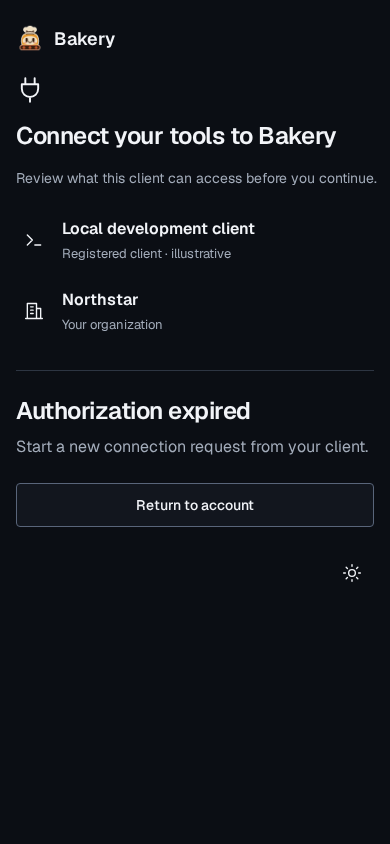 Bakery
Connect your tools to Bakery
Review what this client can access before you continue.
Local development client
Registered client · illustrative
Northstar
Your organization
Authorization expired
Start a new connection request from your client.
Return to account